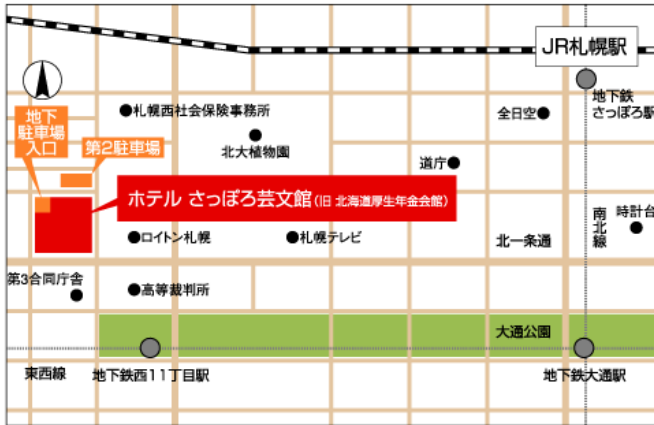 JR札幌駅
地下鉄
さっぽろ駅
地下
駐車場
入口
第2駐車場
札幌西社会保険事務所
北大植物園
全日空
道庁
ホテル さっぽろ芸文館(旧 北海道厚生年金会館)
ロイトン札幌
札幌テレビ
北一条通
南北線
時計台
第3合同庁舎
高等裁判所
大通公園
東西線
地下鉄西11丁目駅
地下鉄大通駅